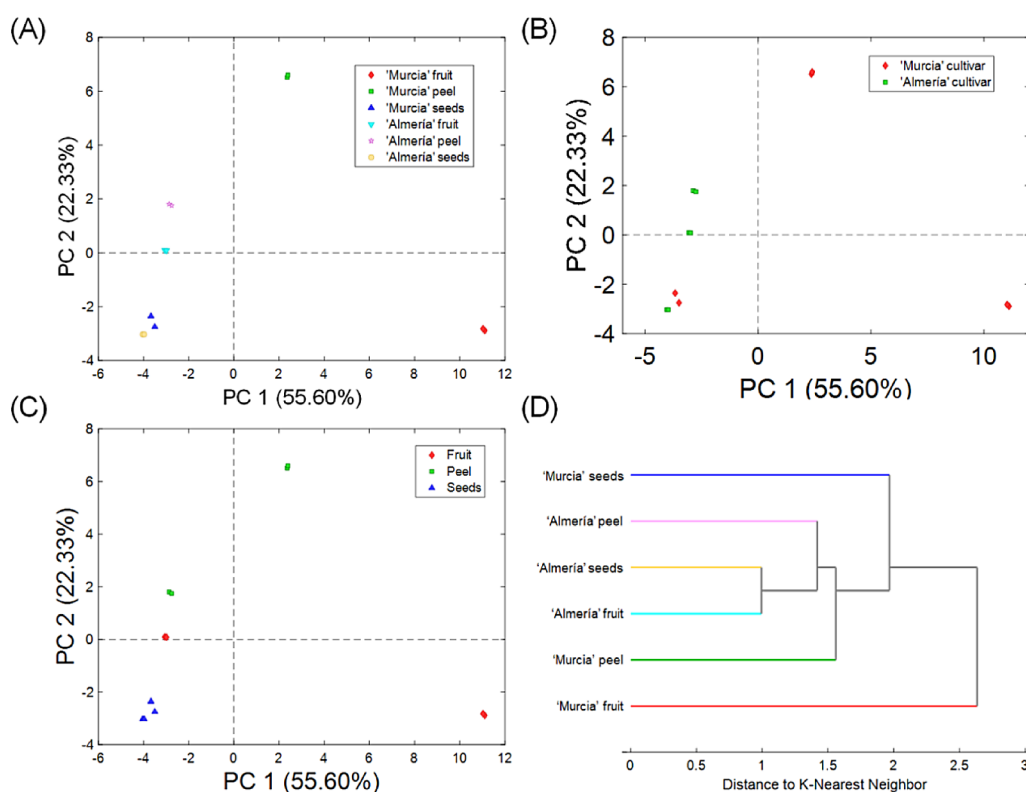 (A)
8
6
4
2
0
-2
-4
-6
-4
-2
0
2
4
6
8
10
12
PC 2 (22.33%)
PC 1 (55.60%)
'Murcia' fruit
'Murcia' peel
'Murcia' seeds
'Almería' fruit
'Almería' peel
'Almería' seeds
(B)
8
6
4
2
0
-2
-4
-5
0
5
10
PC 2 (22.33%)
PC 1 (55.60%)
'Murcia' cultivar
'Almería' cultivar
(C)
8
6
4
2
0
-2
-4
-6
-4
-2
0
2
4
6
8
10
12
PC 2 (22.33%)
PC 1 (55.60%)
Fruit
Peel
Seeds
(D)
'Murcia' seeds
'Almería' peel
'Almería' seeds
'Almería' fruit
'Murcia' peel
'Murcia' fruit
0
0.5
1
1.5
2
2.5
3
Distance to K-Nearest Neighbor